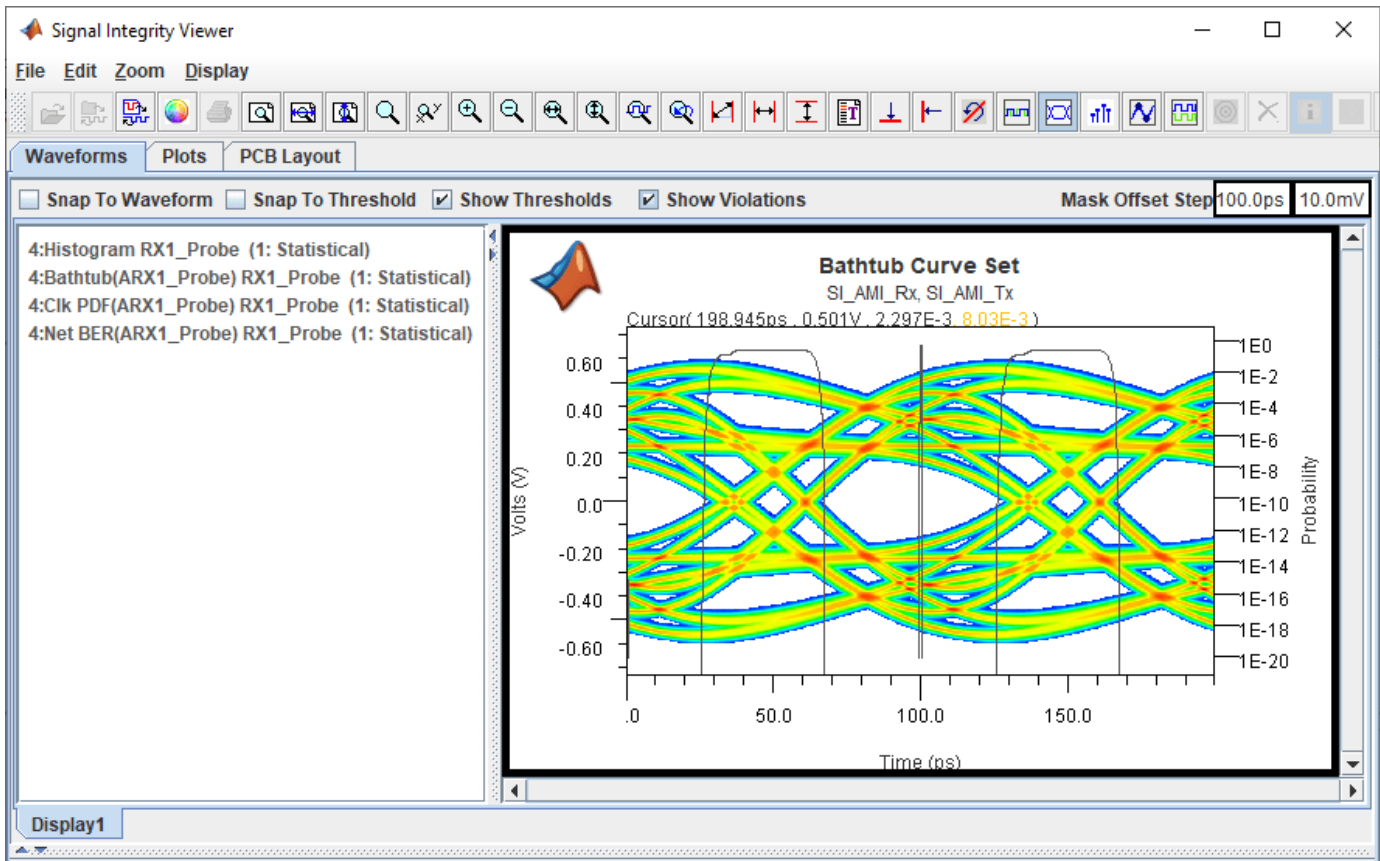 Signal Integrity Viewer
File Edit Zoom Display
Waveforms Plots PCB Layout
Snap To Waveform Snap To Threshold Show Thresholds Show Violations Mask Offset Step 100.0ps 10.0mV
4:Histogram RX1_Probe (1: Statistical)
4:Bathtub(ARX1_Probe) RX1_Probe (1: Statistical)
4:Clk PDF(ARX1_Probe) RX1_Probe (1: Statistical)
4:Net BER(ARX1_Probe) RX1_Probe (1: Statistical)
Bathtub Curve Set
SI_AMI_Rx, SI_AMI_Tx
Cursor( 198.945ps , 0.501V , 2.297E-3, 8.03E-3 )
Volts (V)
0.60
0.40
0.20
0.0
-0.20
-0.40
-0.60
1E0
1E-2
1E-4
1E-6
1E-8
1E-10
1E-12
1E-14
1E-16
1E-18
1E-20
Probability
.0 50.0 100.0 150.0
Time (ps)
Display1